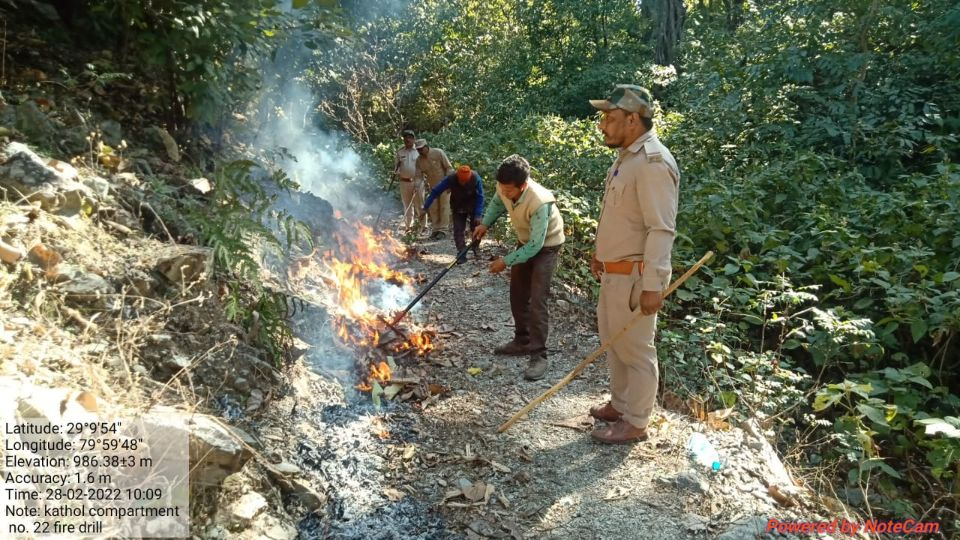 Latitude: 29°9'54"
Longitude: 79°59'48"
Elevation: 986.38±3 m
Accuracy: 1.6 m
Time: 28-02-2022 10:09
Note: kathol compartment
no. 22 fire drill
Powered by NoteCam